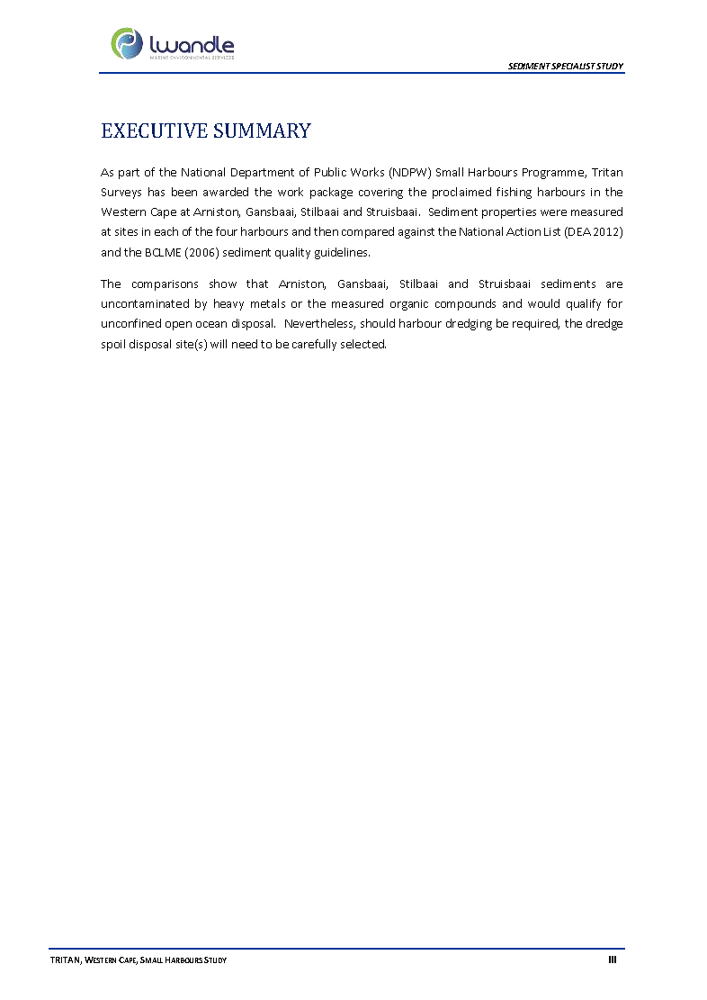 lwandle
MARINE ENVIRONMENTAL SERVICES
SEDIMENT SPECIALIST STUDY
EXECUTIVE SUMMARY
As part of the National Department of Public Works (NDPW) Small Harbours Programme, Tritan
Surveys has been awarded the work package covering the proclaimed fishing harbours in the
Western Cape at Arniston, Gansbaai, Stilbaai and Struisbaai. Sediment properties were measured
at sites in each of the four harbours and then compared against the National Action List (DEA 2012)
and the BCLME (2006) sediment quality guidelines.
The comparisons show that Arniston, Gansbaai, Stilbaai and Struisbaai sediments are
uncontaminated by heavy metals or the measured organic compounds and would qualify for
unconfined open ocean disposal. Nevertheless, should harbour dredging be required, the dredge
spoil disposal site(s) will need to be carefully selected.
TRITAN, WESTERN CAPE, SMALL HARBOURS STUDY III